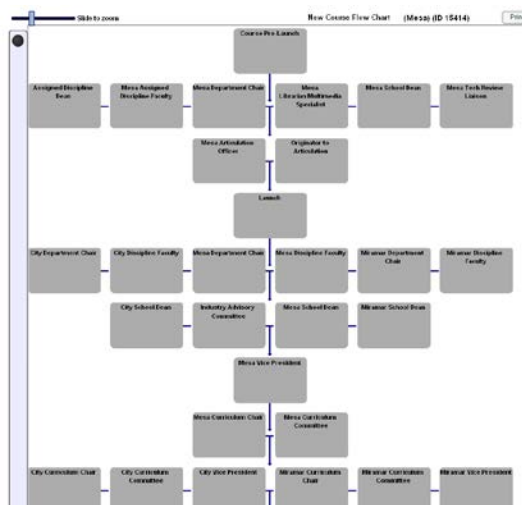 Slide to zoom
New Course Flow Chart (Mesa) (ID 15414)
Course Pre-Launch
Assigned Discipline
Dean
Mesa Assigned
Discipline Faculty
Mesa Department Chair
Mesa
Librarian Multimedia
Specialist
Mesa School Dean
Mesa Tech Review
Liaison
Mesa Articulation
Officer
Originator to
Articulation
Launch
City Department Chair
City Discipline Faculty
Mesa Department Chair
Mesa Discipline Faculty
Miramar Department
Chair
Miramar Discipline
Faculty
City School Dean
Industry Advisory
Committee
Mesa School Dean
Miramar School Dean
Mesa Vice President
Mesa Curriculum Chair
Mesa Curriculum
Committee
City Curriculum Chair
City Curriculum
Committee
City Vice President
Miramar Curriculum
Chair
Miramar Curriculum
Committee
Miramar Vice President